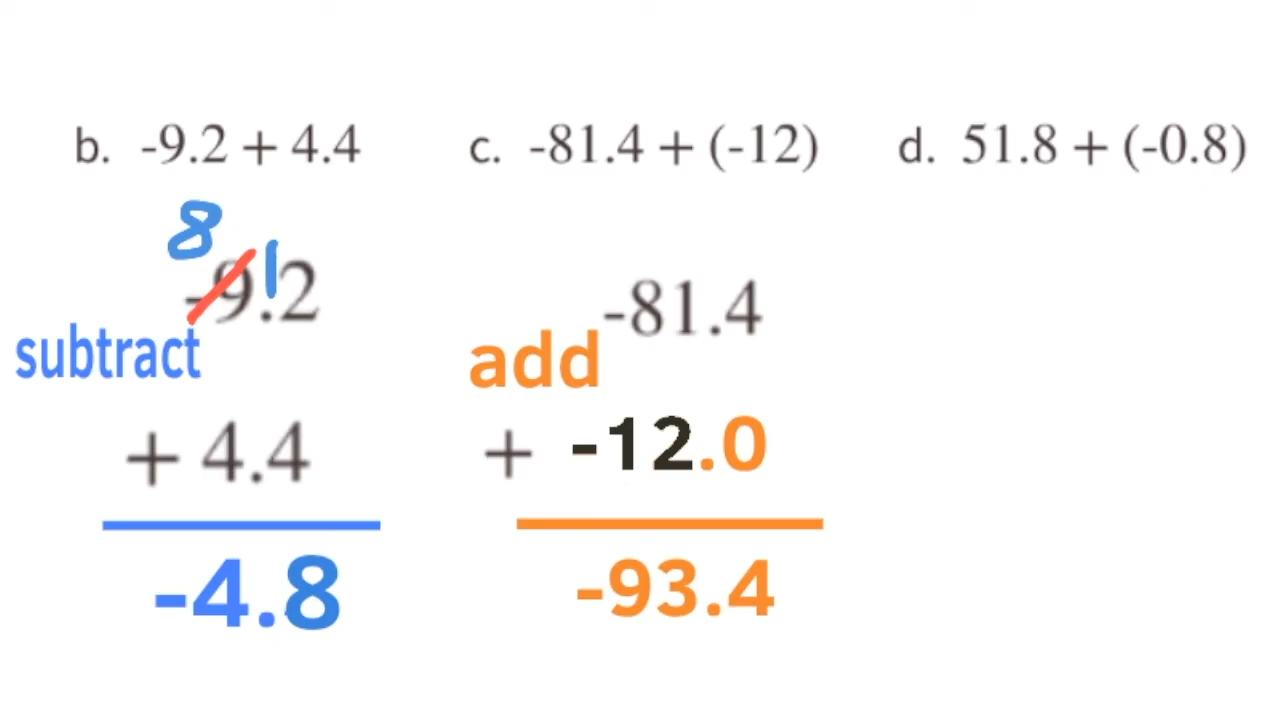 b. -9.2 + 4.4
c. -81.4 + (-12)
d. 51.8 + (-0.8)
8
-9.12
subtract
+ 4.4
-4.8
-81.4
add
+ -12.0
-93.4